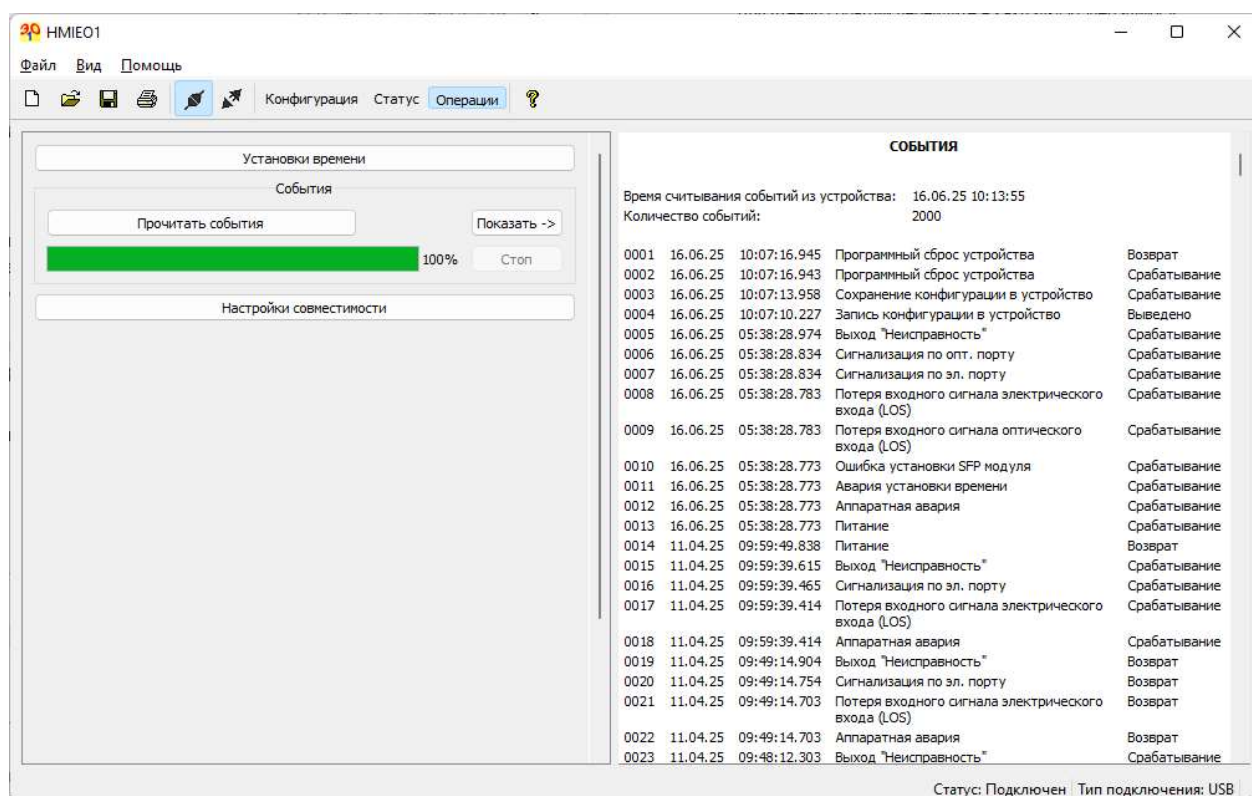 HMIEO1
Файл Вид Помощь
Конфигурация Статус Операции
Установки времени
События
Прочитать события Показать ->
100% Стоп
Настройки совместимости
СОБЫТИЯ
Время считывания событий из устройства: 16.06.25 10:13:55
Количество событий: 2000
0001 16.06.25 10:07:16.945 Программный сброс устройства Возврат
0002 16.06.25 10:07:16.943 Программный сброс устройства Срабатывание
0003 16.06.25 10:07:13.958 Сохранение конфигурации в устройство Срабатывание
0004 16.06.25 10:07:10.227 Запись конфигурации в устройство Выведено
0005 16.06.25 05:38:28.974 Выход "Неисправность" Срабатывание
0006 16.06.25 05:38:28.834 Сигнализация по опт. порту Срабатывание
0007 16.06.25 05:38:28.834 Сигнализация по эл. порту Срабатывание
0008 16.06.25 05:38:28.783 Потеря входного сигнала электрического Срабатывание
входа (LOS)
0009 16.06.25 05:38:28.783 Потеря входного сигнала оптического Срабатывание
входа (LOS)
0010 16.06.25 05:38:28.773 Ошибка установки SFP модуля Срабатывание
0011 16.06.25 05:38:28.773 Авария установки времени Срабатывание
0012 16.06.25 05:38:28.773 Аппаратная авария Срабатывание
0013 16.06.25 05:38:28.773 Питание Срабатывание
0014 11.04.25 09:59:49.838 Питание Возврат
0015 11.04.25 09:59:39.615 Выход "Неисправность" Срабатывание
0016 11.04.25 09:59:39.465 Сигнализация по эл. порту Срабатывание
0017 11.04.25 09:59:39.414 Потеря входного сигнала электрического Срабатывание
входа (LOS)
0018 11.04.25 09:59:39.414 Аппаратная авария Срабатывание
0019 11.04.25 09:49:14.904 Выход "Неисправность" Возврат
0020 11.04.25 09:49:14.754 Сигнализация по эл. порту Возврат
0021 11.04.25 09:49:14.703 Потеря входного сигнала электрического Возврат
входа (LOS)
0022 11.04.25 09:49:14.703 Аппаратная авария Возврат
0023 11.04.25 09:48:12.303 Выход "Неисправность" Срабатывание
Статус: Подключен Тип подключения: USB